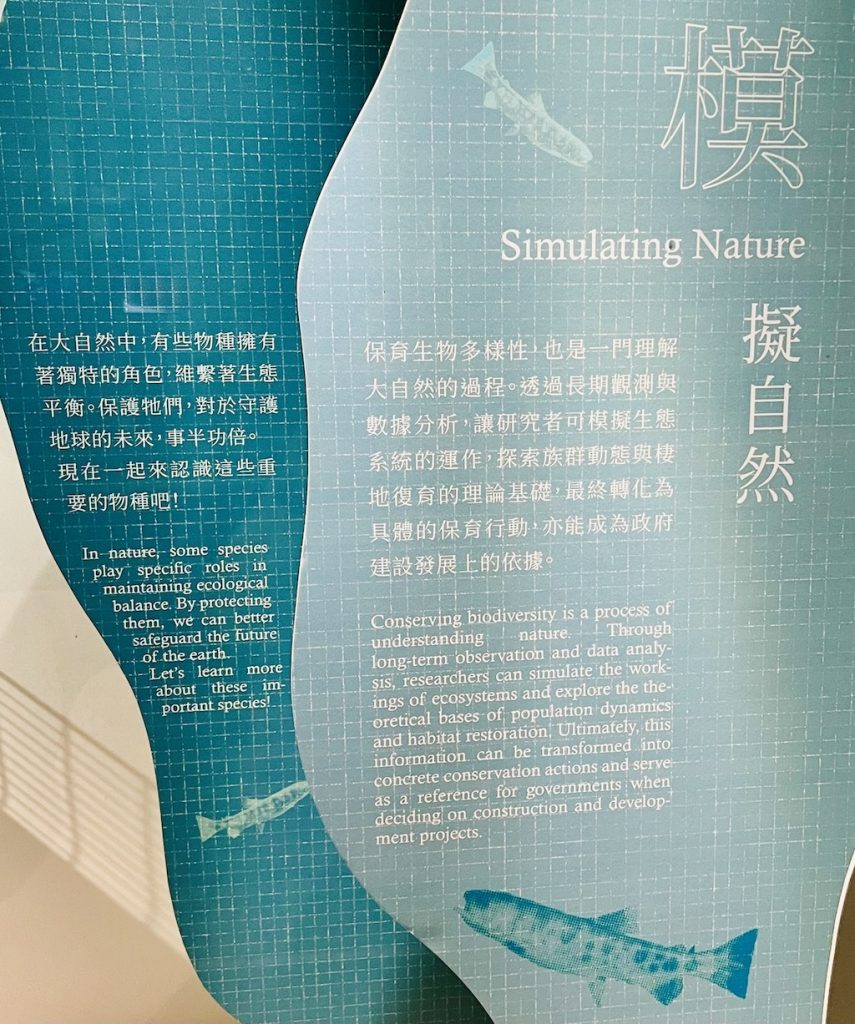 模
Simulating Nature
擬自然
在大自然中，有些物種擁有
著獨特的角色，維繫著生態
平衡。保護牠們，對於守護
地球的未來，事半功倍。
現在一起來認識這些重
要的物種吧！
In nature, some species
play specific roles in
maintaining ecological
balance. By protecting
them, we can better
safeguard the future
of the earth.
Let's learn more
about these im-
portant species!
保育生物多樣性，也是一門理解
大自然的過程。透過長期觀測與
數據分析，讓研究者可模擬生態
系統的運作，探索族群動態與棲
地復育的理論基礎，最終轉化為
具體的保育行動，亦能成為政府
建設發展上的依據。
Conserving biodiversity is a process of
understanding nature. Through
long-term observation and data analy-
sis, researchers can simulate the work-
ings of ecosystems and explore the the-
oretical bases of population dynamics
and habitat restoration. Ultimately, this
information can be transformed into
concrete conservation actions and serve
as a reference for governments when
deciding on construction and develop-
ment projects.